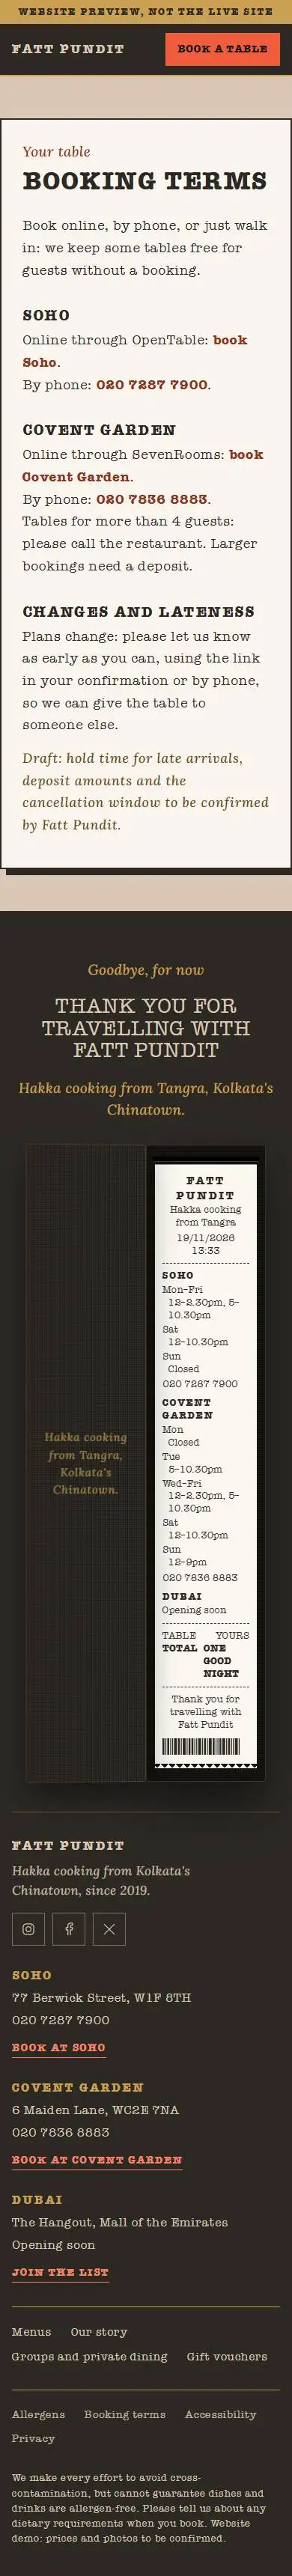 WEBSITE PREVIEW, NOT THE LIVE SITE
FATT PUNDIT
BOOK A TABLE
Your table
BOOKING TERMS
Book online, by phone, or just walk
in: we keep some tables free for
guests without a booking.
SOHO
Online through OpenTable: book
Soho.
By phone: 020 7287 7900.
COVENT GARDEN
Online through SevenRooms: book
Covent Garden.
By phone: 020 7836 8883.
Tables for more than 4 guests:
please call the restaurant. Larger
bookings need a deposit.
CHANGES AND LATENESS
Plans change: please let us know
as early as you can, using the link
in your confirmation or by phone,
so we can give the table to
someone else.
Draft: hold time for late arrivals,
deposit amounts and the
cancellation window to be confirmed
by Fatt Pundit.
Goodbye, for now
THANK YOU FOR
TRAVELLING WITH
FATT PUNDIT
Hakka cooking from Tangra, Kolkata's
Chinatown.
Hakka cooking
from Tangra,
Kolkata's
Chinatown.
FATT
PUNDIT
Hakka cooking
from Tangra
19/11/2026
13:33
SOHO
Mon–Fri
12–2.30pm, 5–
10.30pm
Sat
12–10.30pm
Sun
Closed
020 7287 7900
COVENT
GARDEN
Mon
Closed
Tue
5–10.30pm
Wed–Fri
12–2.30pm, 5–
10.30pm
Sat
12–10.30pm
Sun
12–9pm
020 7836 8883
DUBAI
Opening soon
TABLE YOURS
TOTAL ONE
GOOD
NIGHT
Thank you for
travelling with
Fatt Pundit
FATT PUNDIT
Hakka cooking from Kolkata's
Chinatown, since 2019.
SOHO
77 Berwick Street, W1F 8TH
020 7287 7900
BOOK AT SOHO
COVENT GARDEN
6 Maiden Lane, WC2E 7NA
020 7836 8883
BOOK AT COVENT GARDEN
DUBAI
The Hangout, Mall of the Emirates
Opening soon
JOIN THE LIST
Menus Our story
Groups and private dining Gift vouchers
Allergens Booking terms Accessibility
Privacy
We make every effort to avoid cross-
contamination, but cannot guarantee dishes and
drinks are allergen-free. Please tell us about any
dietary requirements when you book. Website
demo: prices and photos to be confirmed.